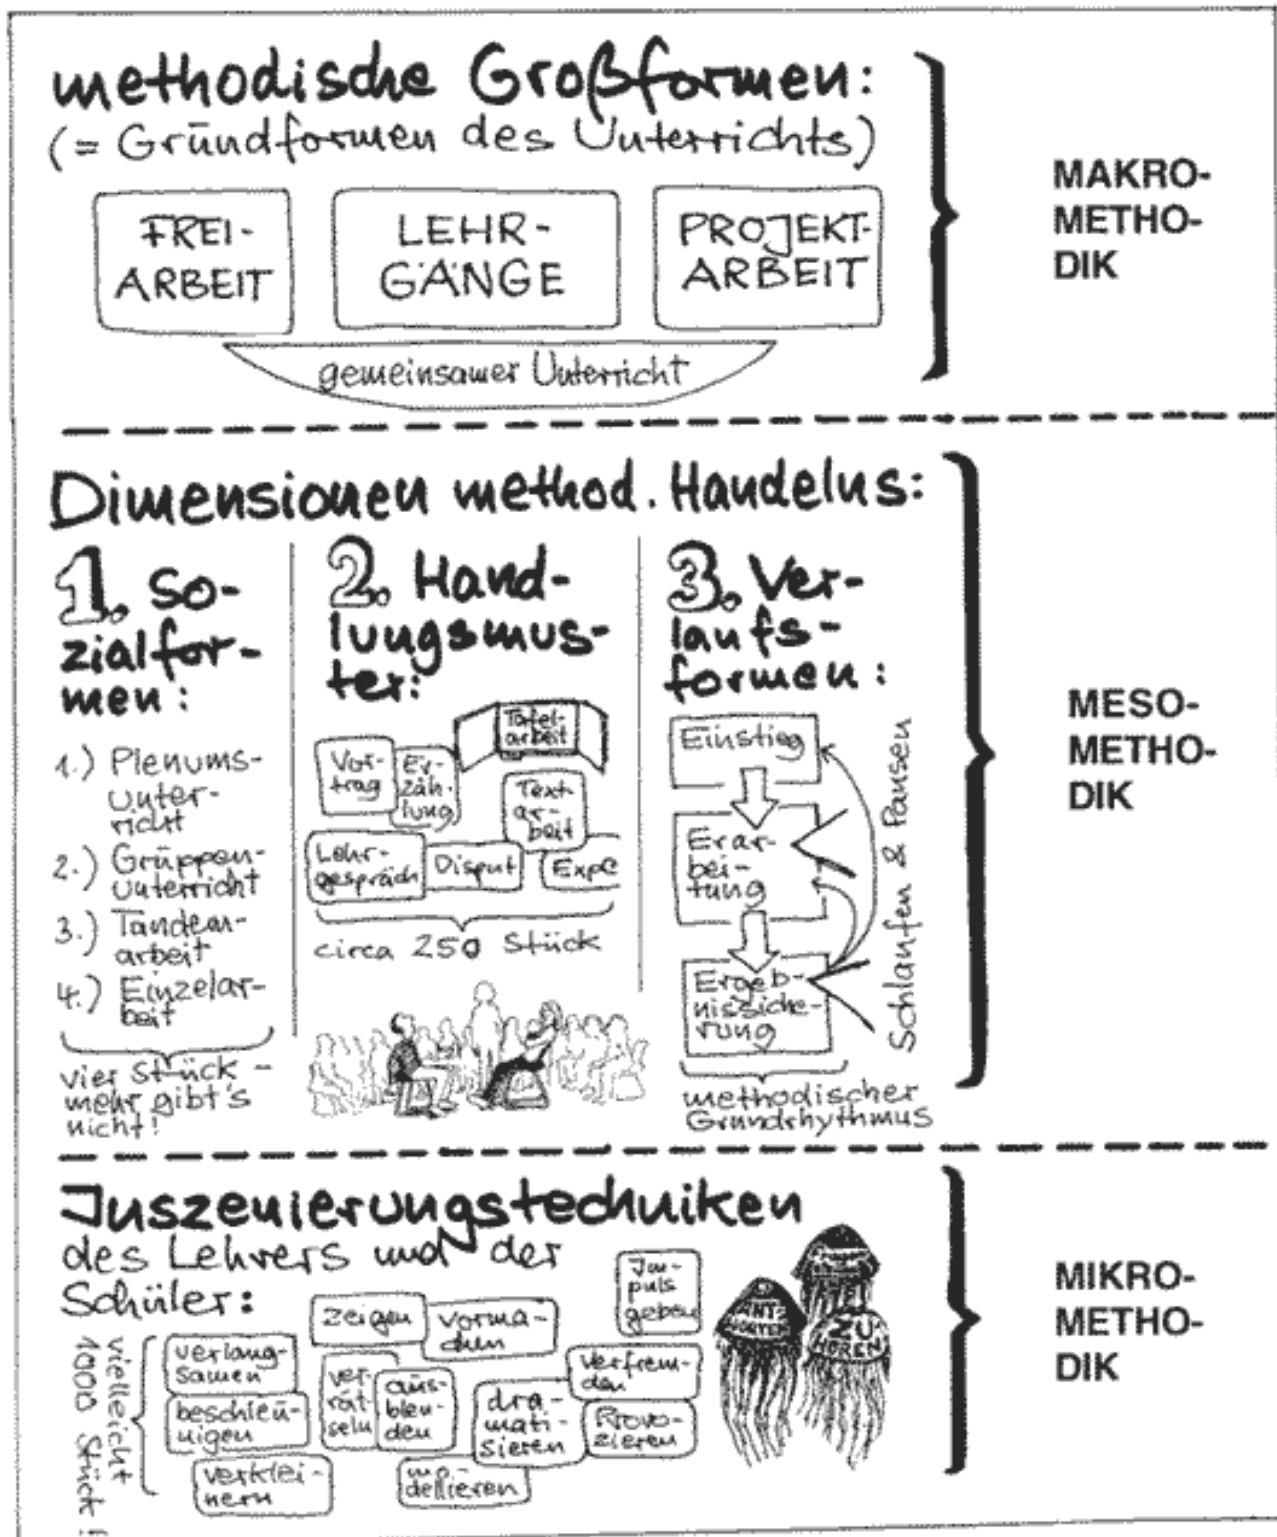 methodische Großformen:
(= Grundformen des Unterrichts)
FREI-
ARBEIT
LEHR-
GÄNGE
PROJEKT-
ARBEIT
gemeinsamer Unterricht
MAKRO-
METHO-
DIK
Dimensionen method. Handelns:
1. So-
zialfor-
men:
1.) Plenums-
unter-
richt
2.) Gruppen-
unterricht
3.) Tandem-
arbeit
4.) Einzelar-
beit
vier Stück -
mehr gibt's
nicht!
2. Hand-
lungsmus-
ter:
Tafel-
arbeit
Vor-
trag
Er-
zäh-
lung
Text-
ar-
beit
Lehr-
gespräch
Disput
Expe
circa 250 Stück
3. Ver-
laufs-
formen:
Einstieg
Erar-
bei-
tung
Ergeb-
nissiche-
rung
Schlaufen & Pausen
methodischer
Grundrhythmus
MESO-
METHO-
DIK
Inszenierungstechniken
des Lehrers und der
Schüler:
vielleicht
1000 Stück!
zeigen
vorma-
chen
Im-
puls
geben
verlang-
samen
beschleu-
nigen
verklei-
nern
ver-
rät-
seln
aus-
blen-
den
mo-
dellieren
dra-
mati-
sieren
verfrem-
den
Provo-
zieren
ANT-
WORTEN
ZU-
HÖREN
MIKRO-
METHO-
DIK